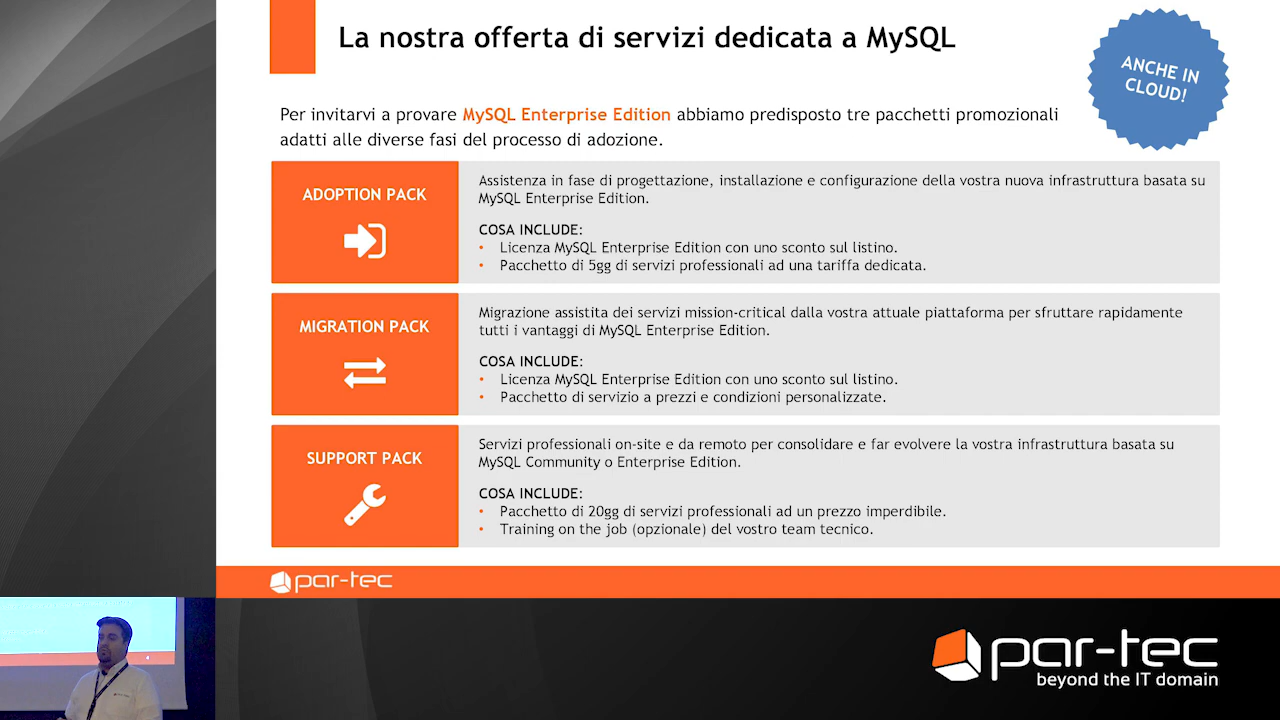 La nostra offerta di servizi dedicata a MySQL
ANCHE IN
CLOUD!
Per invitarvi a provare MySQL Enterprise Edition abbiamo predisposto tre pacchetti promozionali
adatti alle diverse fasi del processo di adozione.
ADOPTION PACK
Assistenza in fase di progettazione, installazione e configurazione della vostra nuova infrastruttura basata su
MySQL Enterprise Edition.
COSA INCLUDE:
• Licenza MySQL Enterprise Edition con uno sconto sul listino.
• Pacchetto di 5gg di servizi professionali ad una tariffa dedicata.
MIGRATION PACK
Migrazione assistita dei servizi mission-critical dalla vostra attuale piattaforma per sfruttare rapidamente
tutti i vantaggi di MySQL Enterprise Edition.
COSA INCLUDE:
• Licenza MySQL Enterprise Edition con uno sconto sul listino.
• Pacchetto di servizio a prezzi e condizioni personalizzate.
SUPPORT PACK
Servizi professionali on-site e da remoto per consolidare e far evolvere la vostra infrastruttura basata su
MySQL Community o Enterprise Edition.
COSA INCLUDE:
• Pacchetto di 20gg di servizi professionali ad un prezzo imperdibile.
• Training on the job (opzionale) del vostro team tecnico.
par-tec
par-tec
beyond the IT domain